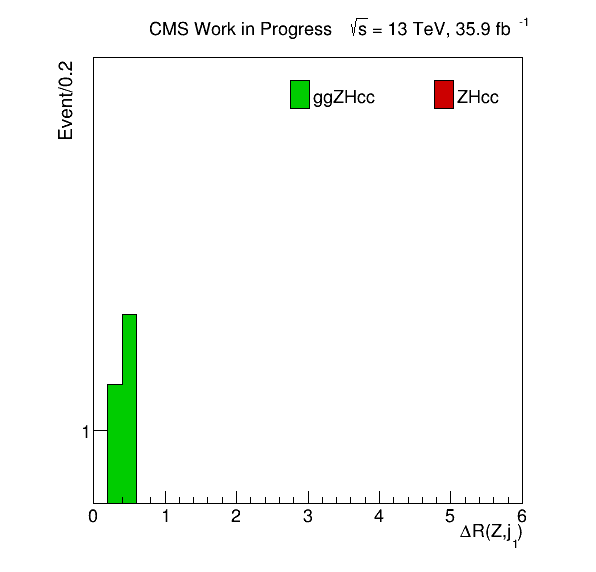 CMS Work in Progress √s = 13 TeV, 35.9 fb⁻¹
Event/0.2
ggZHcc ZHcc
1
0 1 2 3 4 5 6
ΔR(Z,j₁)